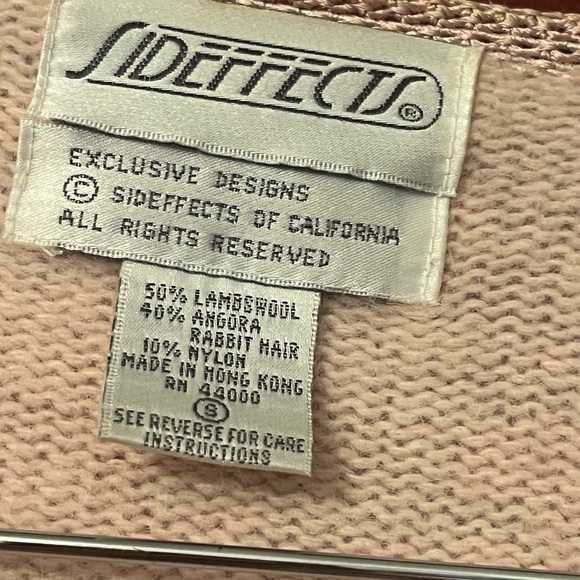 SIDEFFECTS®
EXCLUSIVE DESIGNS
© SIDEFFECTS OF CALIFORNIA
ALL RIGHTS RESERVED
50% LAMBSWOOL
40% ANGORA
RABBIT HAIR
10% NYLON
MADE IN HONG KONG
RN 44000
S
SEE REVERSE FOR CARE
INSTRUCTIONS